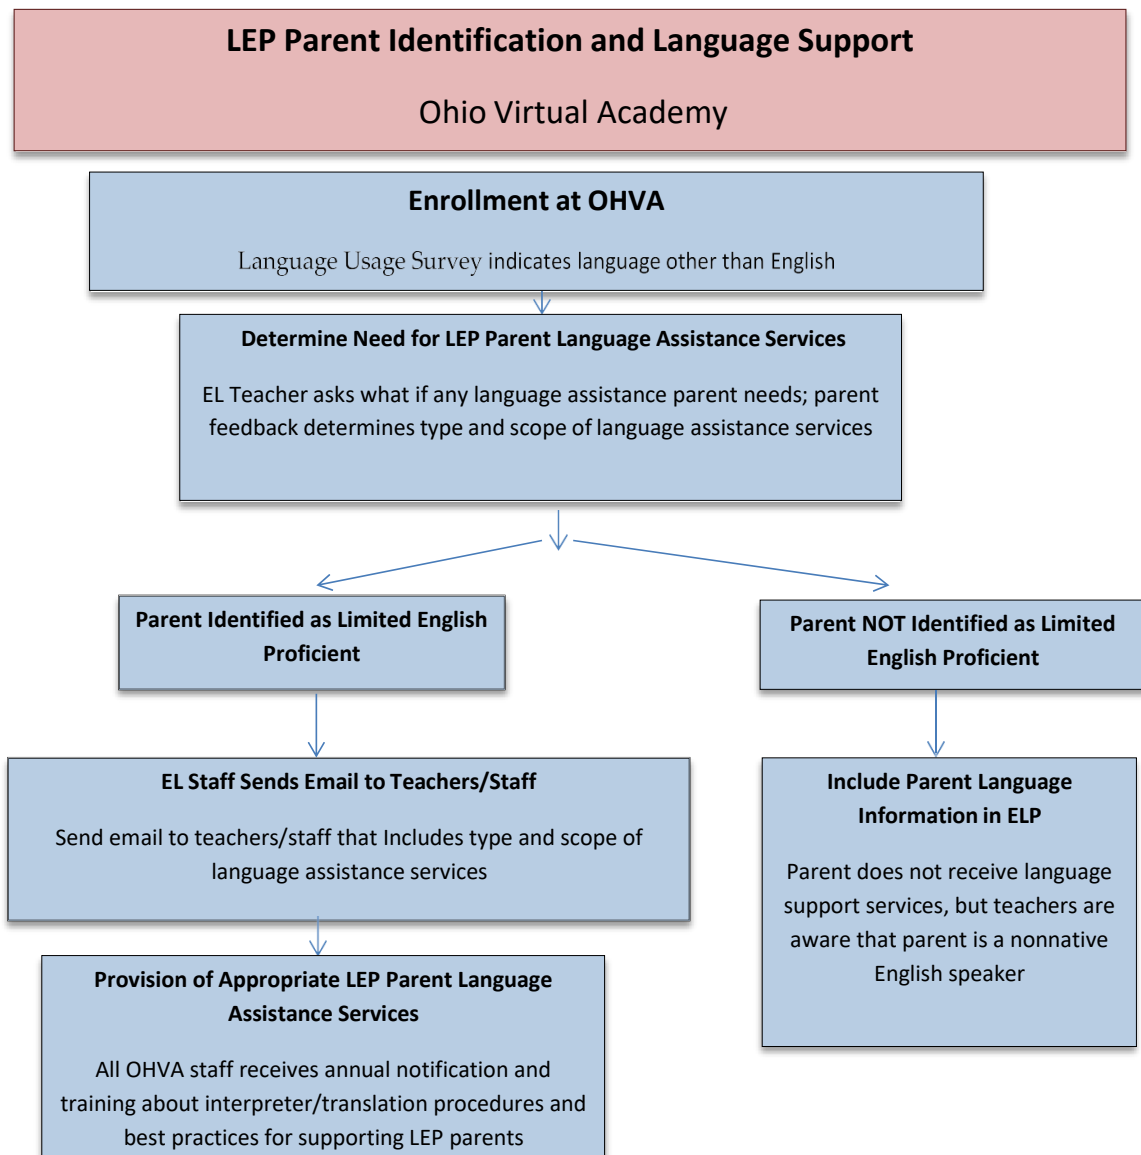 LEP Parent Identification and Language Support
Ohio Virtual Academy
Enrollment at OHVA
Language Usage Survey indicates language other than English
Determine Need for LEP Parent Language Assistance Services
EL Teacher asks what if any language assistance parent needs; parent
feedback determines type and scope of language assistance services
Parent Identified as Limited English
Proficient
Parent NOT Identified as Limited
English Proficient
EL Staff Sends Email to Teachers/Staff
Send email to teachers/staff that Includes type and scope of
language assistance services
Include Parent Language
Information in ELP
Parent does not receive language
support services, but teachers are
aware that parent is a nonnative
English speaker
Provision of Appropriate LEP Parent Language
Assistance Services
All OHVA staff receives annual notification and
training about interpreter/translation procedures and
best practices for supporting LEP parents